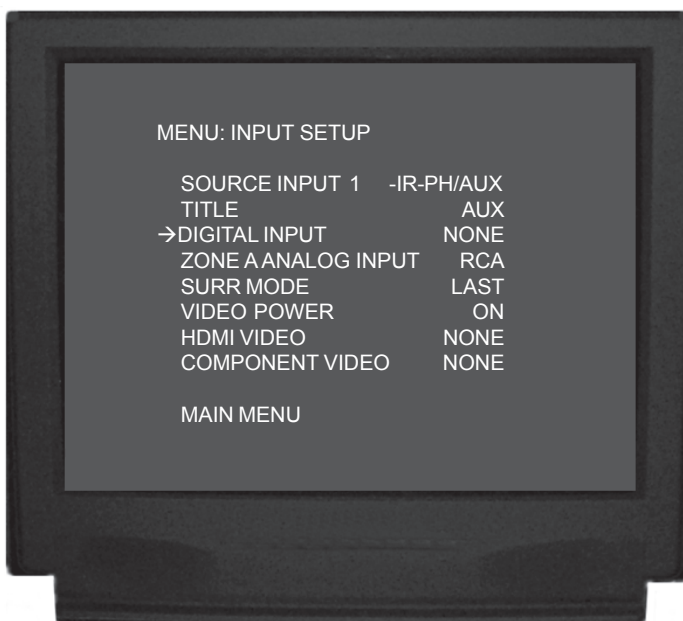 MENU: INPUT SETUP
SOURCE INPUT 1 -IR-PH/AUX
TITLE AUX
→DIGITAL INPUT NONE
ZONE A ANALOG INPUT RCA
SURR MODE LAST
VIDEO POWER ON
HDMI VIDEO NONE
COMPONENT VIDEO NONE
MAIN MENU